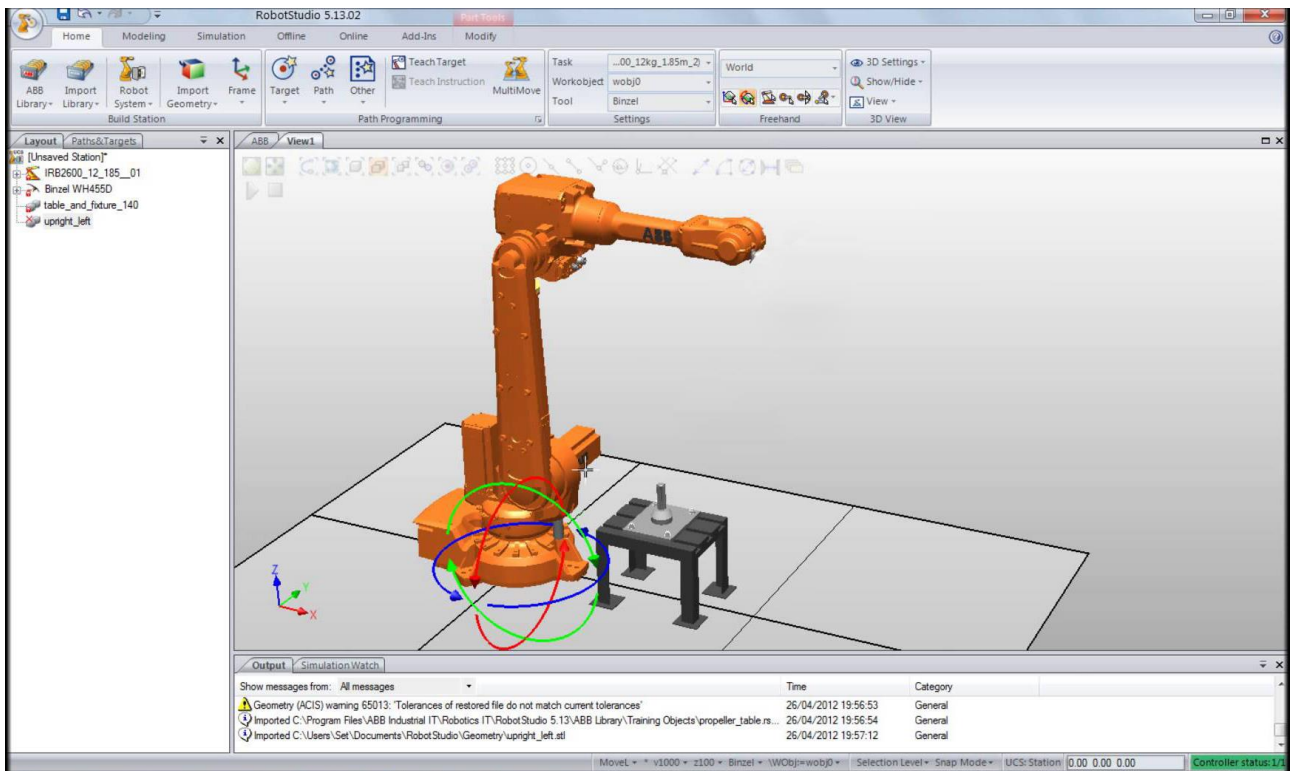 RobotStudio 5.13.02
Part Tools
Home Modeling Simulation Offline Online Add-Ins Modify
ABB Library
Import Library
Robot System
Import Geometry
Frame
Build Station
Target
Path
Other
Teach Target
Teach Instruction
MultiMove
Path Programming
Task ...00_12kg_1.85m_2)
Workobject wobj0
Tool Binzel
Settings
World
Freehand
3D Settings
Show/Hide
View
3D View
Layout Paths&Targets
[Unsaved Station]*
IRB2600_12_185__01
Binzel WH455D
table_and_fixture_140
upright_left
ABB View1
ABB
Z
Y
X
Output Simulation Watch
Show messages from: All messages Time Category
Geometry (ACIS) warning 65013: 'Tolerances of restored file do not match current tolerances' 26/04/2012 19:56:53 General
Imported C:\Program Files\ABB Industrial IT\Robotics IT\RobotStudio 5.13\ABB Library\Training Objects\propeller_table.rs... 26/04/2012 19:56:54 General
Imported C:\Users\Set\Documents\RobotStudio\Geometry\upright_left.stl 26/04/2012 19:57:12 General
MoveL * v1000 z100 Binzel \WObj:=wobj0 Selection Level Snap Mode UCS: Station 0.00 0.00 0.00 Controller status: 1/1